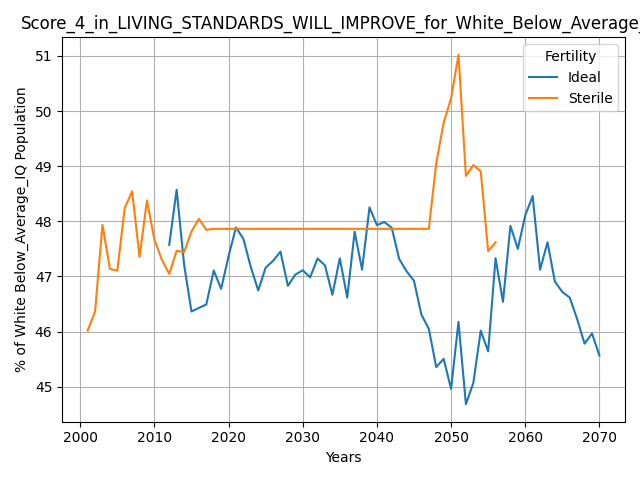 Score_4_in_LIVING_STANDARDS_WILL_IMPROVE_for_White_Below_Average_
Fertility
Ideal
Sterile
% of White Below_Average_IQ Population
51
50
49
48
47
46
45
2000
2010
2020
2030
2040
2050
2060
2070
Years